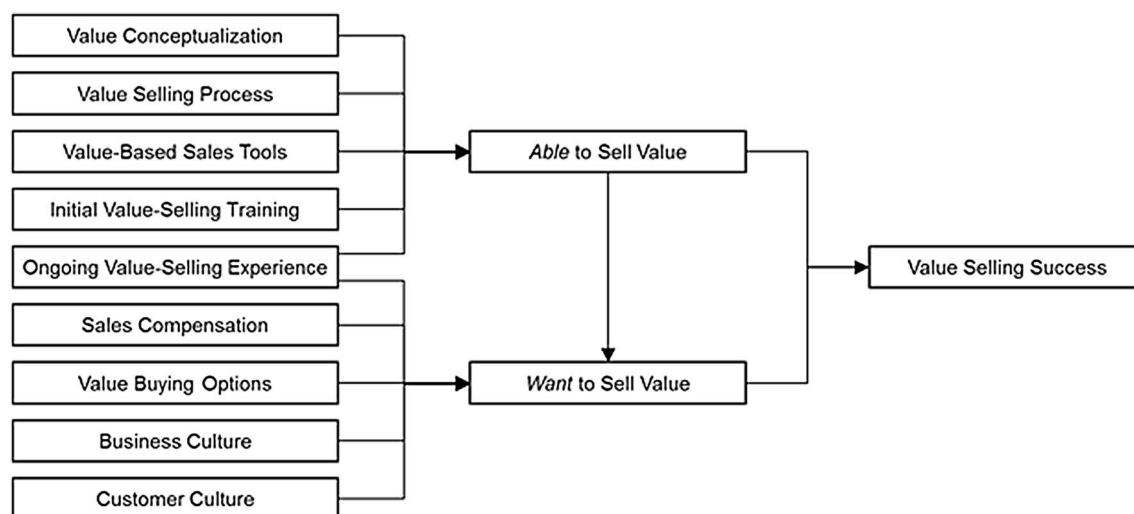 Value Conceptualization
Value Selling Process
Value-Based Sales Tools
Initial Value-Selling Training
Ongoing Value-Selling Experience
Sales Compensation
Value Buying Options
Business Culture
Customer Culture
Able to Sell Value
Want to Sell Value
Value Selling Success